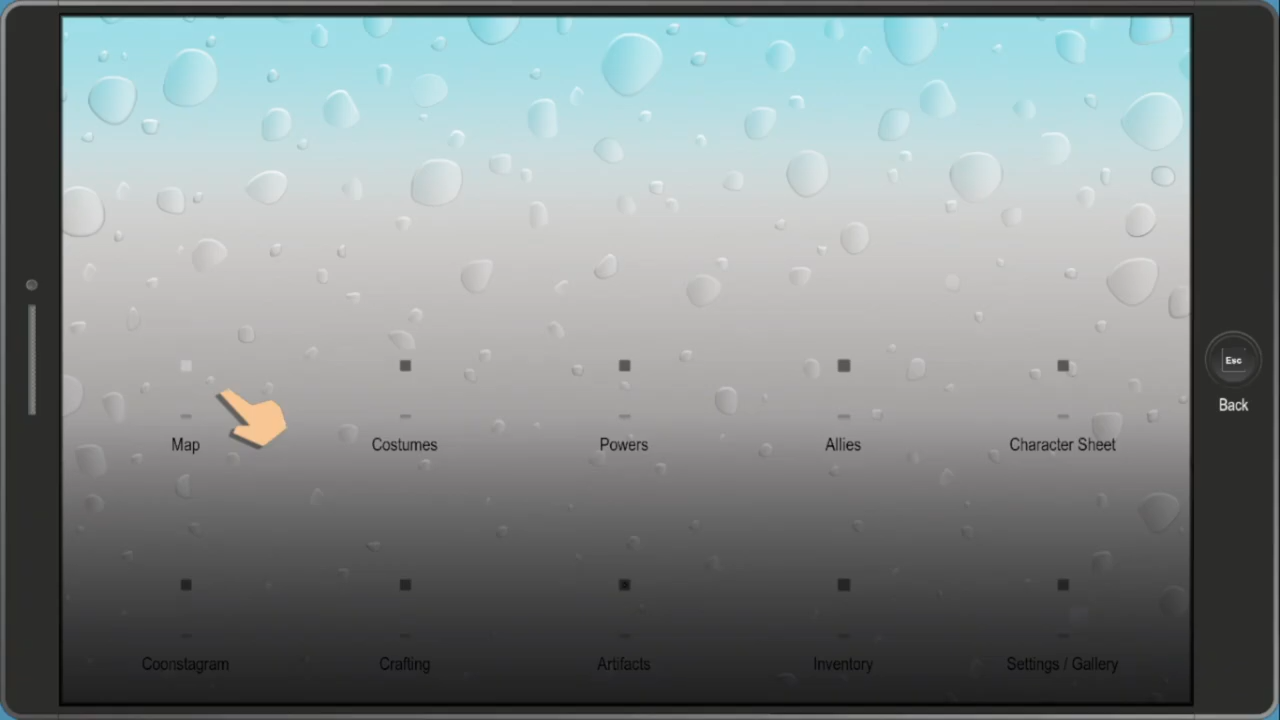 Esc
Back
Map
Costumes
Powers
Allies
Character Sheet
Coonstagram
Crafting
Artifacts
Inventory
Settings / Gallery